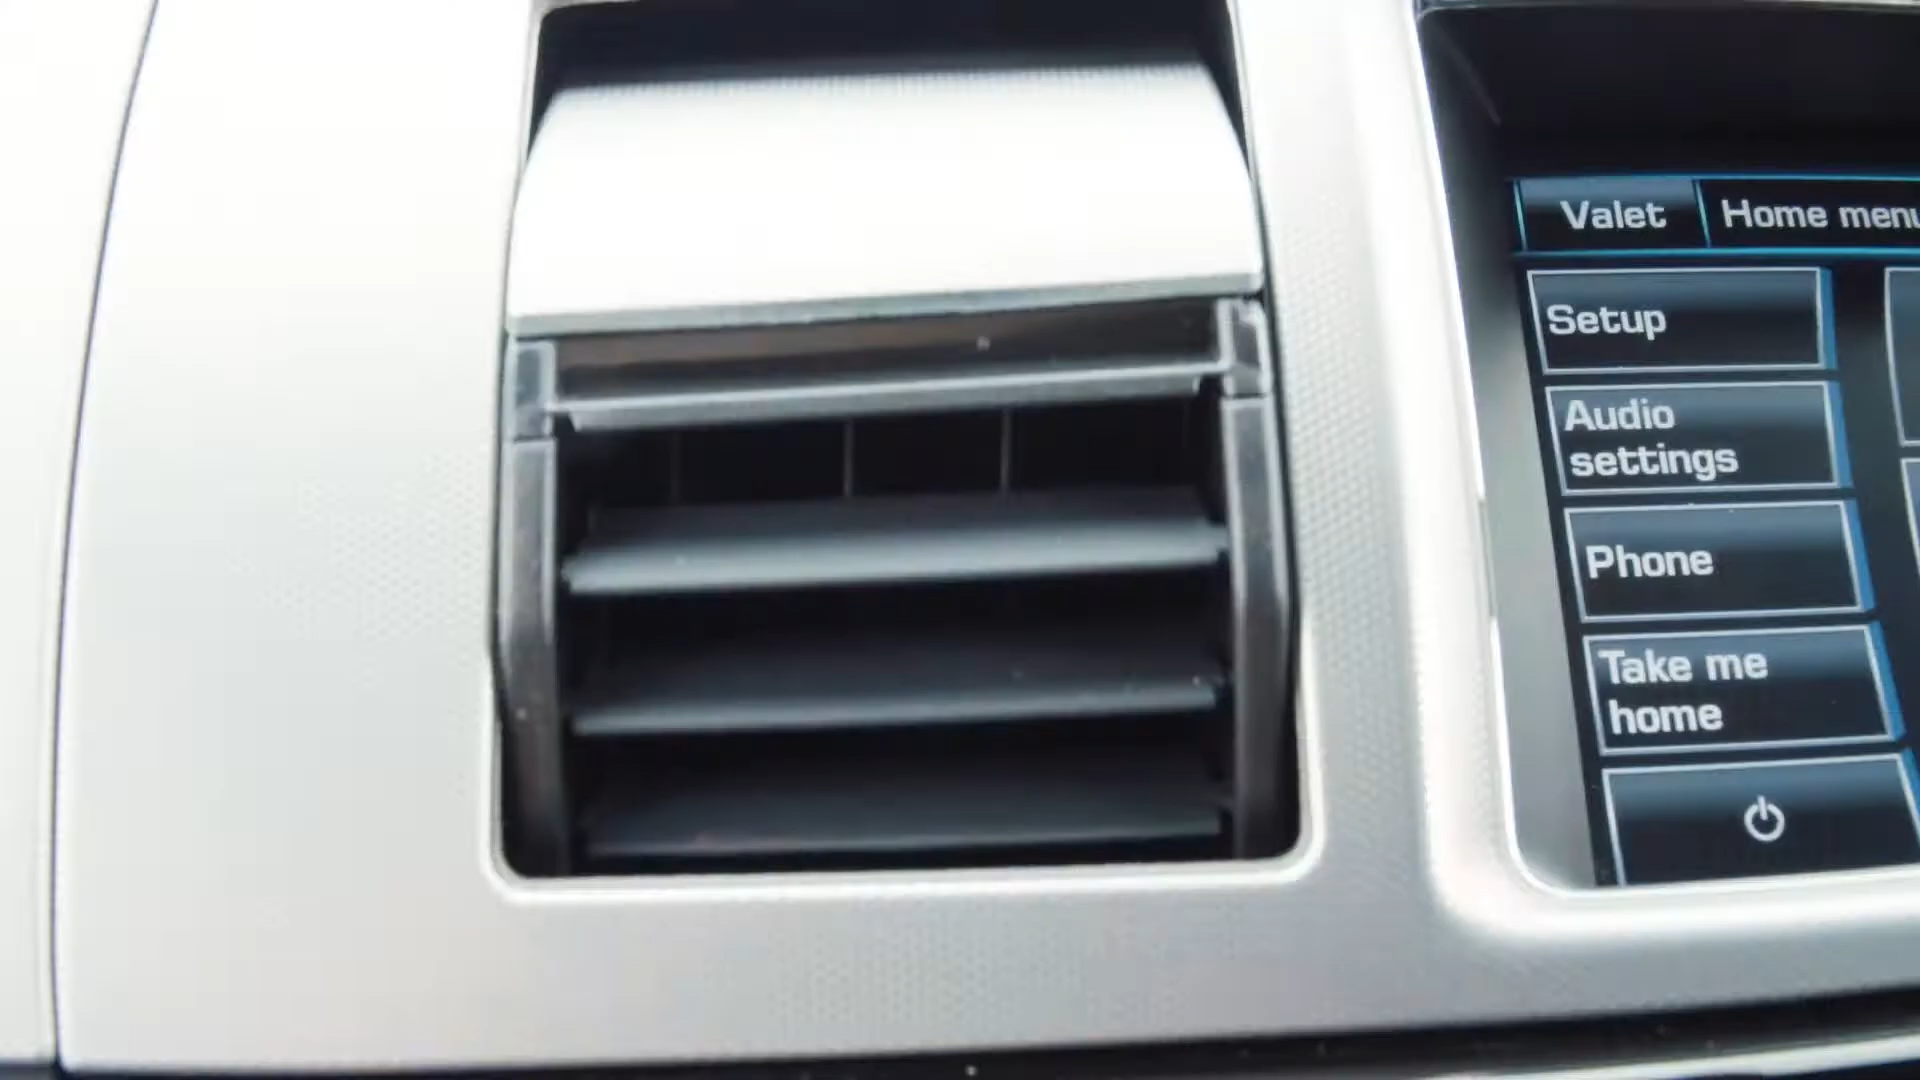 Valet
Home menu
Setup
Audio
settings
Phone
Take me
home